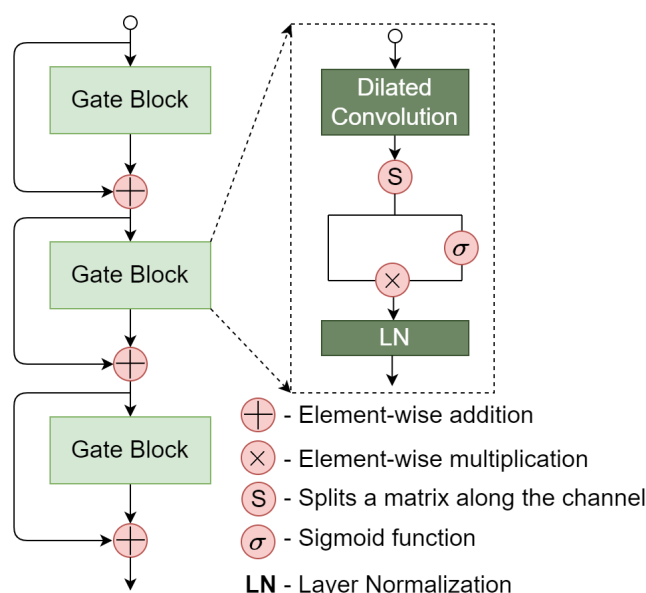 Gate Block
Gate Block
Gate Block
Dilated
Convolution
S
σ
×
LN
+ - Element-wise addition
× - Element-wise multiplication
S - Splits a matrix along the channel
σ - Sigmoid function
LN - Layer Normalization